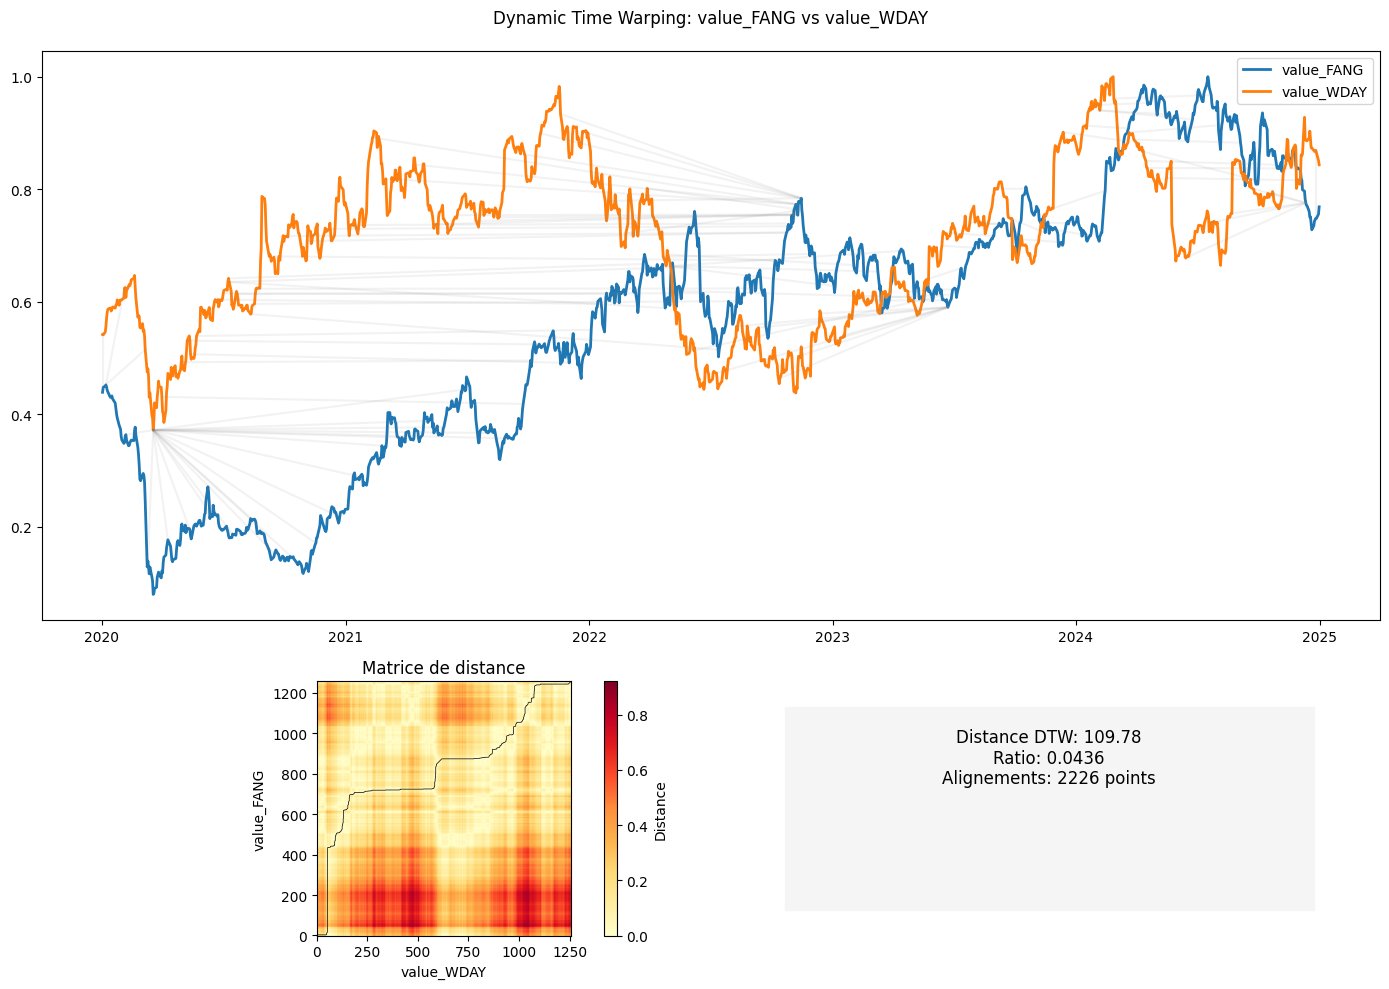 Dynamic Time Warping: value_FANG vs value_WDAY
value_FANG
value_WDAY
1.0
0.8
0.6
0.4
0.2
2020 2021 2022 2023 2024 2025
Matrice de distance
value_FANG
1200
1000
800
600
400
200
0
0 250 500 750 1000 1250
value_WDAY
0.8
0.6
0.4
0.2
0.0
Distance
Distance DTW: 109.78
Ratio: 0.0436
Alignements: 2226 points